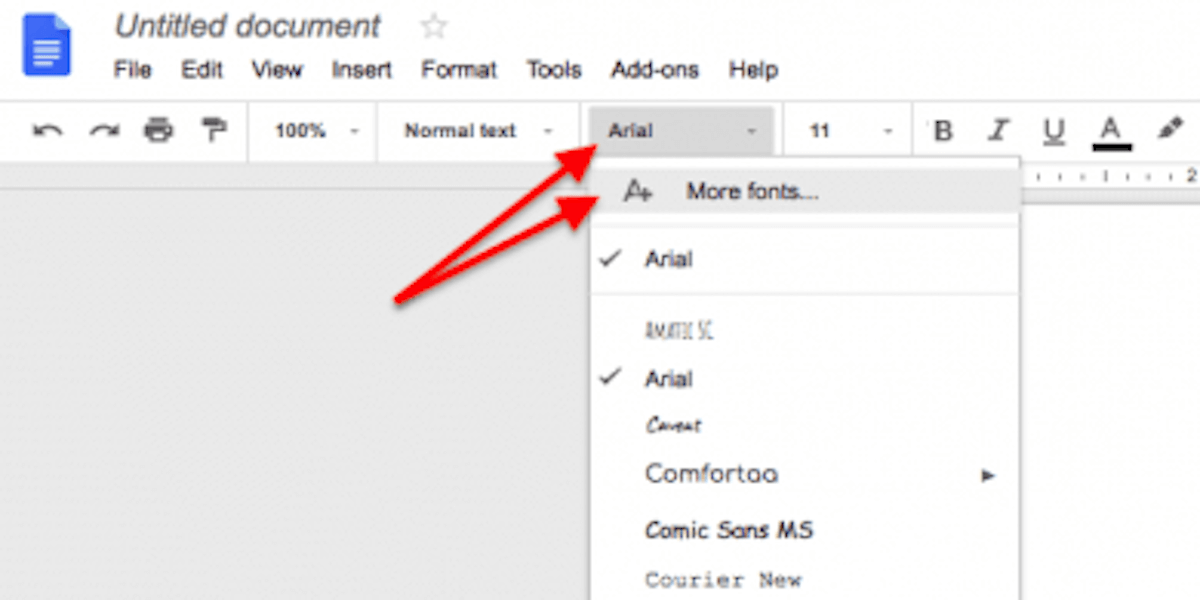 Untitled document
File Edit View Insert Format Tools Add-ons Help
100% Normal text Arial 11 B I U A
2
A+ More fonts...
Arial
AMATIC SC
Arial
Caveat
Comfortaa
Comic Sans MS
Courier New